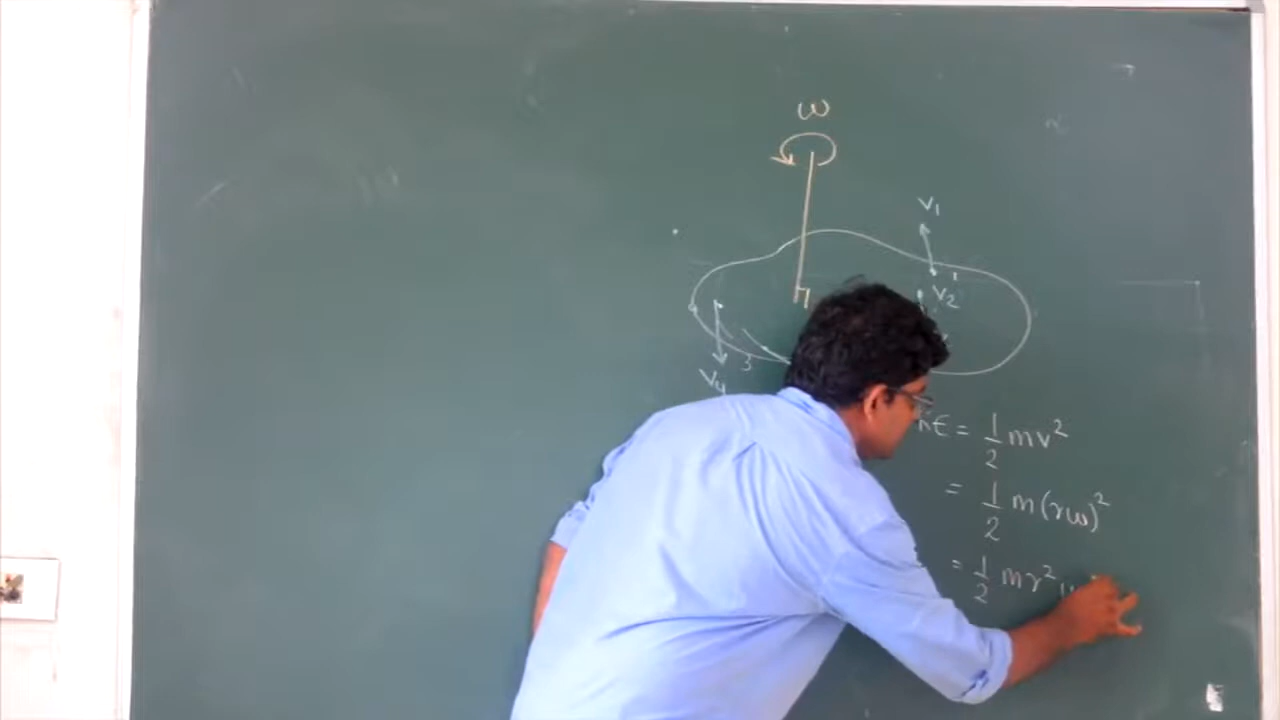 ω
V1
1
V2
3
V4
KE = 1/2 mv²
= 1/2 m(rω)²
= 1/2 mr²